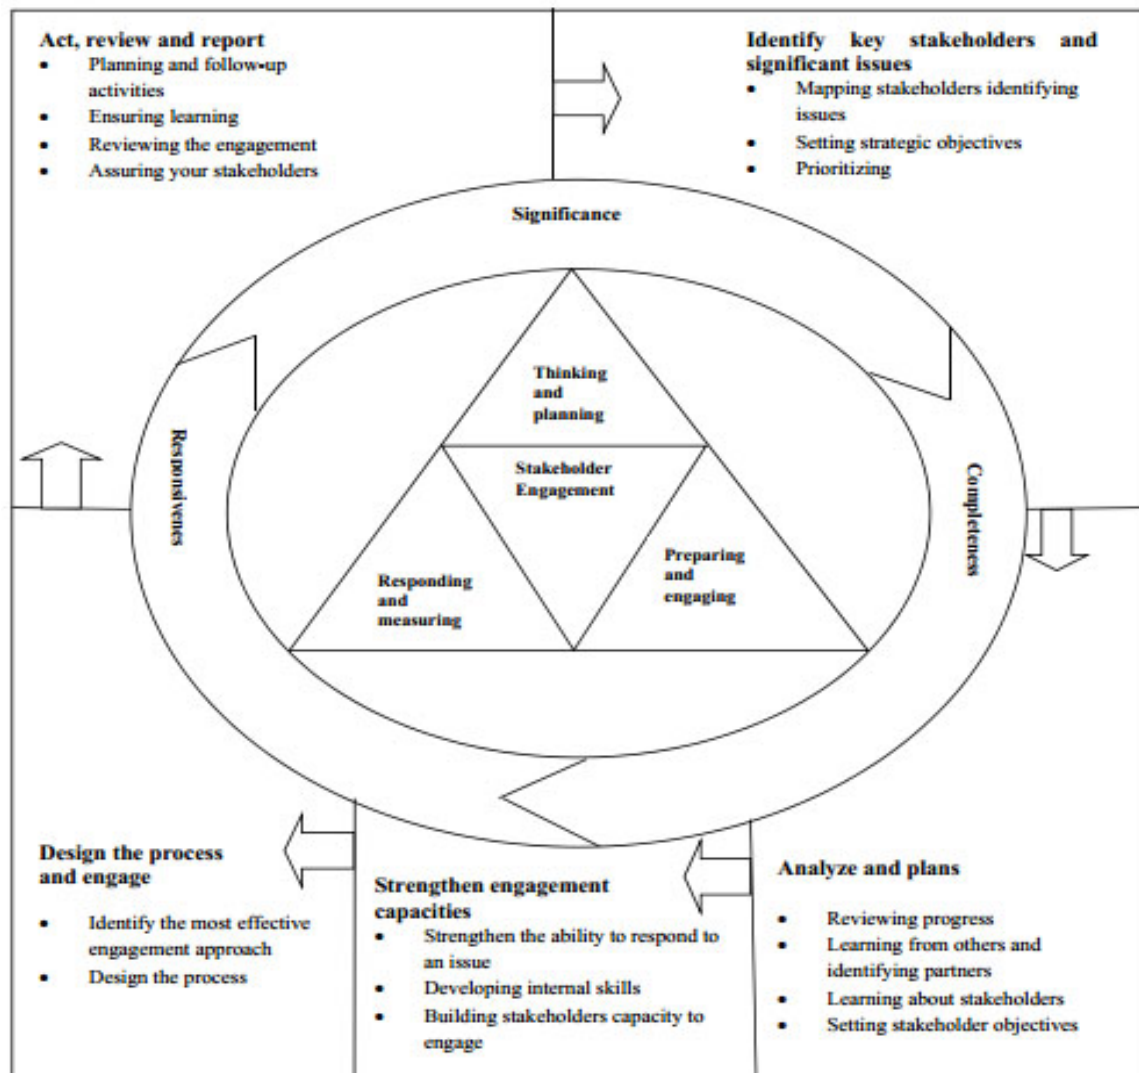 Act, review and report
• Planning and follow-up
activities
• Ensuring learning
• Reviewing the engagement
• Assuring your stakeholders
Identify key stakeholders and
significant issues
• Mapping stakeholders identifying
issues
• Setting strategic objectives
• Prioritizing
Significance
Thinking
and
planning
Stakeholder
Engagement
Responsivenes
Completeness
Responding
and
measuring
Preparing
and
engaging
Design the process
and engage
• Identify the most effective
engagement approach
• Design the process
Strengthen engagement
capacities
• Strengthen the ability to respond to
an issue
• Developing internal skills
• Building stakeholders capacity to
engage
Analyze and plans
• Reviewing progress
• Learning from others and
identifying partners
• Learning about stakeholders
• Setting stakeholder objectives